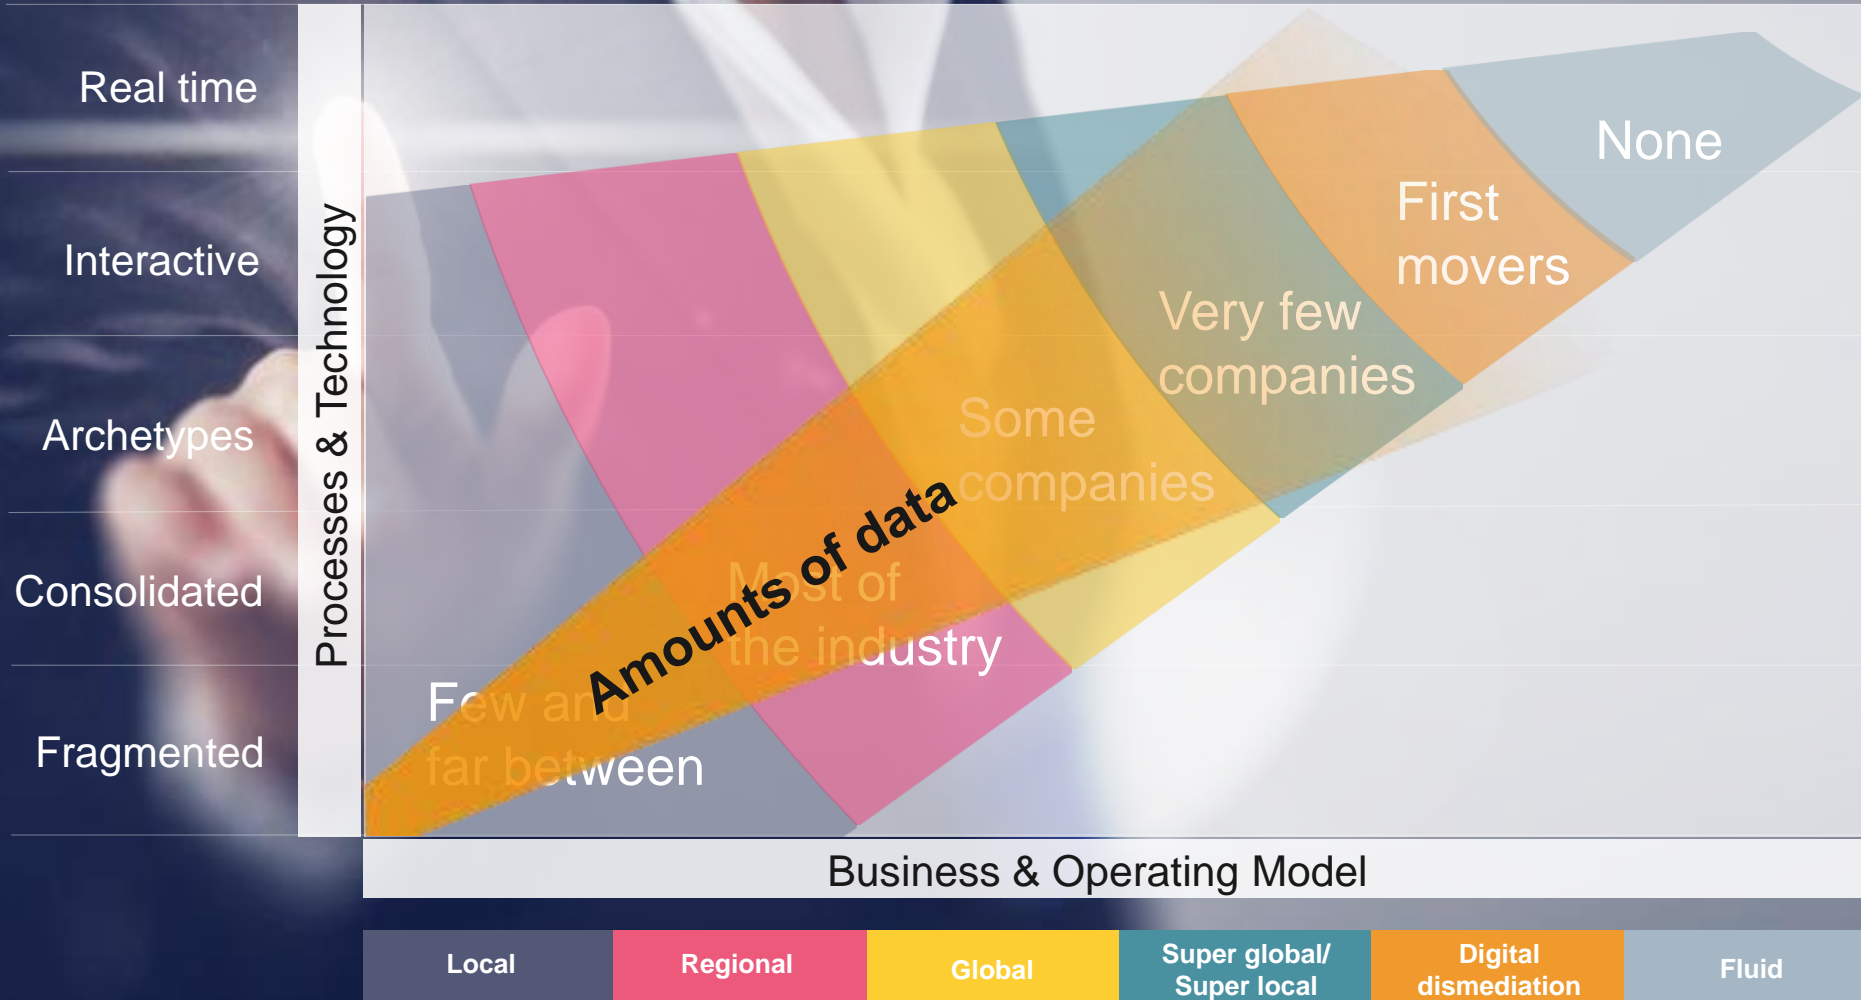 Real time
Interactive
Archetypes
Consolidated
Fragmented
Processes & Technology
None
First
movers
Very few
companies
Some
companies
Most of
the industry
Few and
far between
Amounts of data
Business & Operating Model
Local
Regional
Global
Super global/
Super local
Digital
dismediation
Fluid